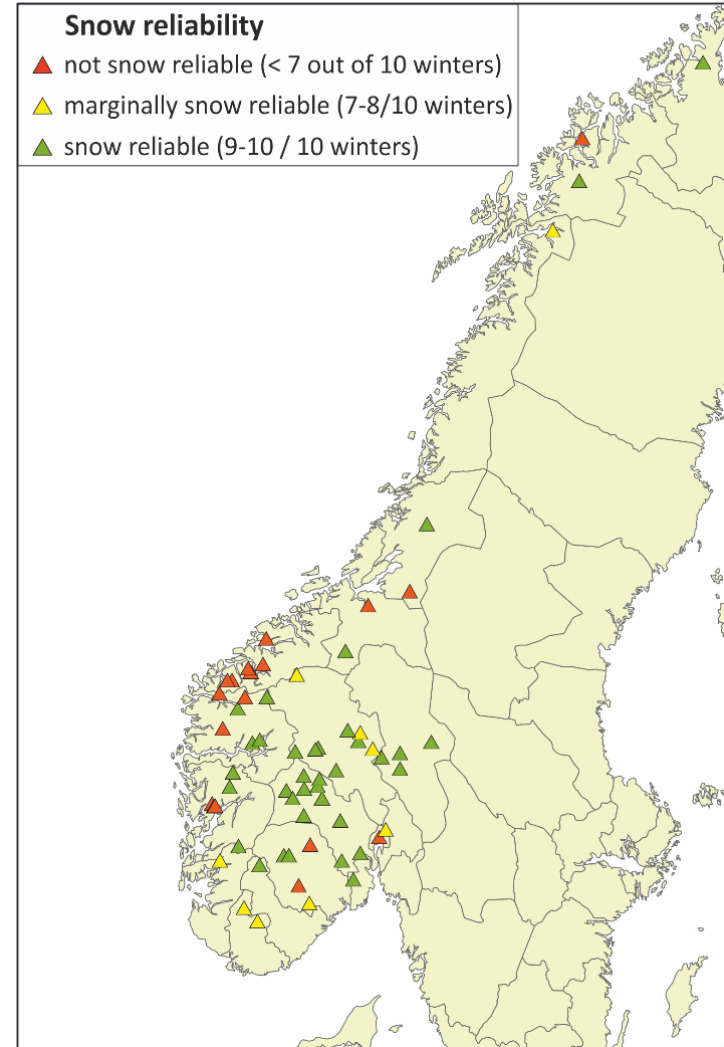 Snow reliability
not snow reliable (< 7 out of 10 winters)
marginally snow reliable (7-8/10 winters)
snow reliable (9-10 / 10 winters)